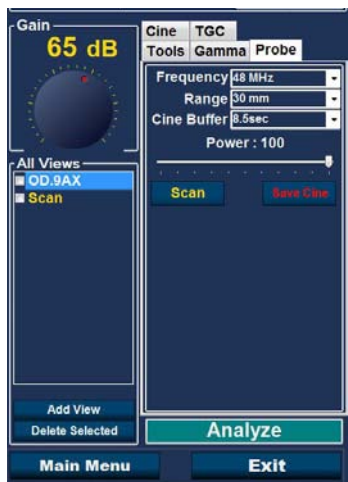 Gain
65 dB
Cine TGC
Tools Gamma Probe
Frequency 48 MHz
Range 30 mm
Cine Buffer 8.5sec
Power : 100
All Views
OD.9AX
Scan
Scan Save Cine
Add View
Delete Selected
Analyze
Main Menu Exit